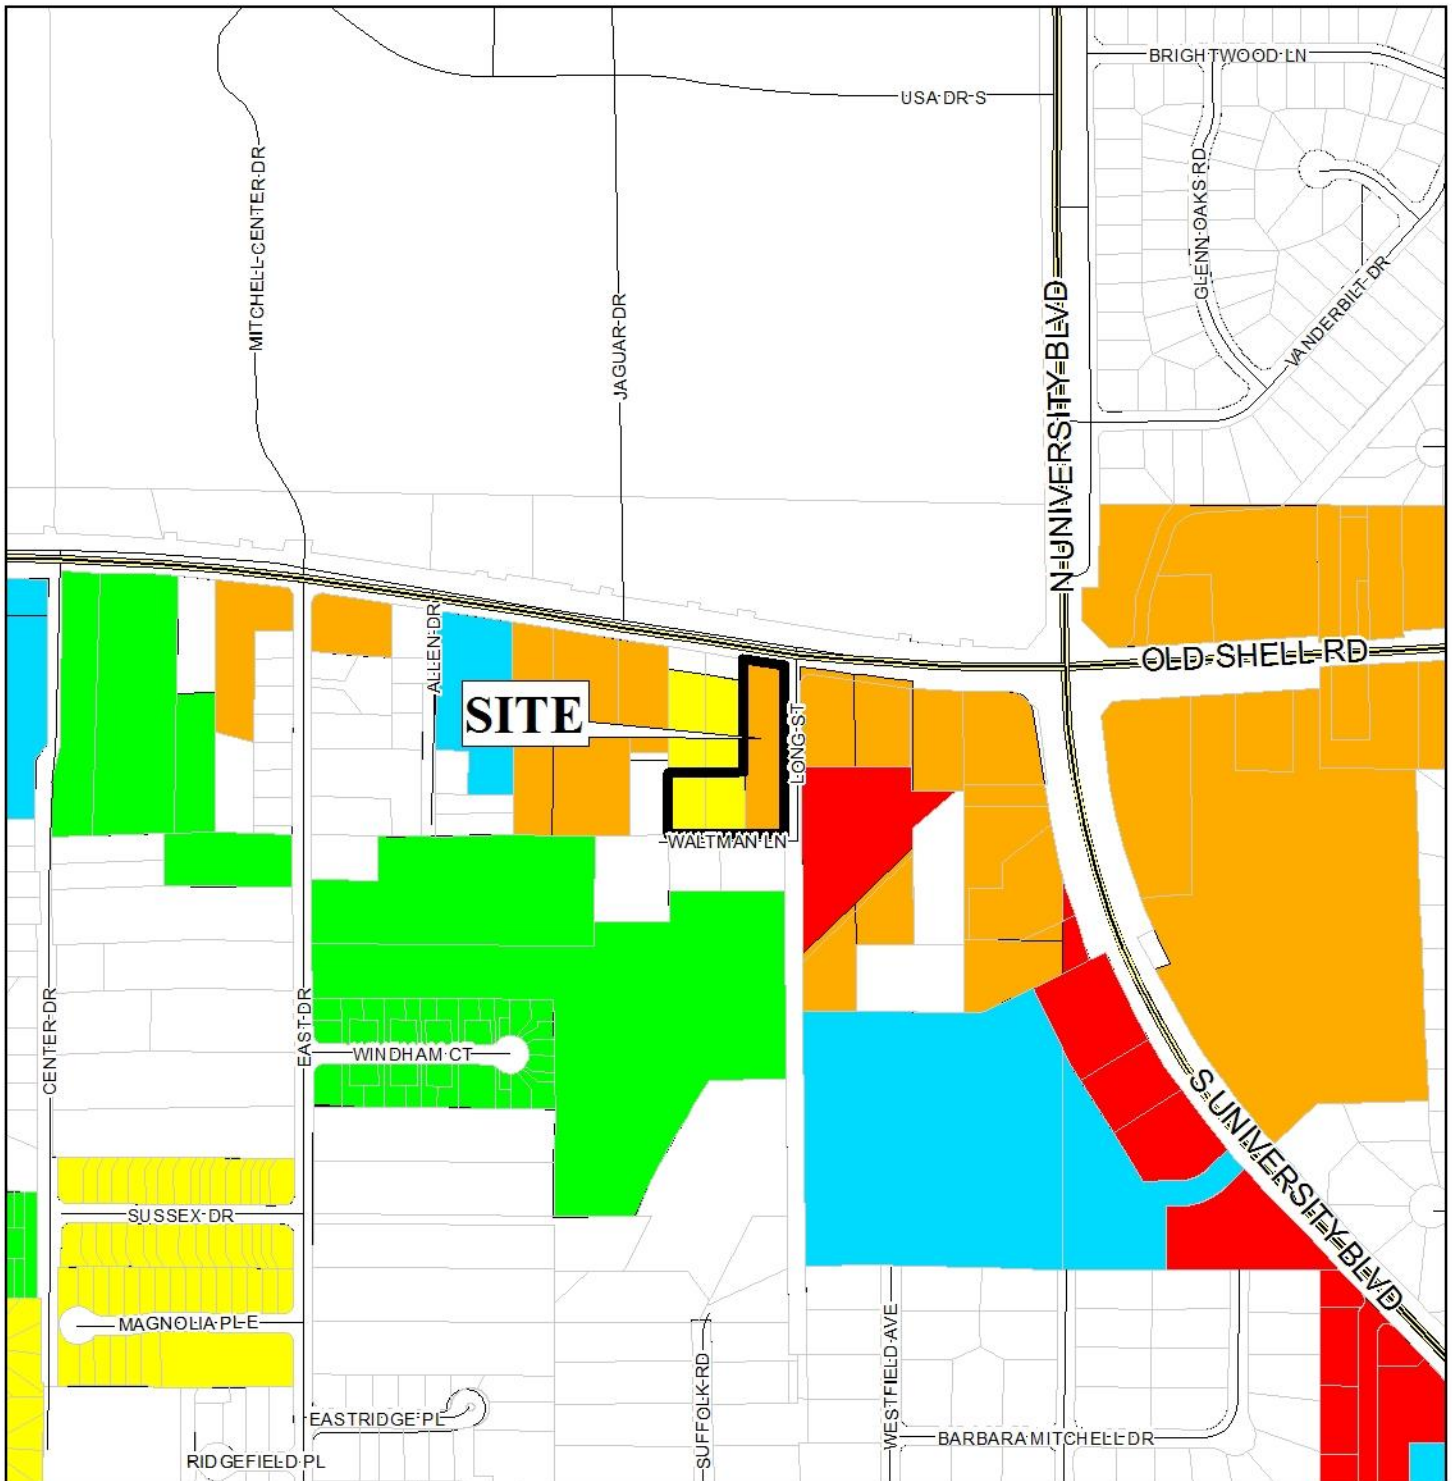 BRIGHTWOOD LN
USA DR S
MITCHELL CENTER DR
GLENN OAKS RD
VANDERBILT DR
JAGUAR DR
N UNIVERSITY BLVD
ALLEN DR
OLD SHELL RD
SITE
LONG ST
WALTMAN LN
CENTER DR
EAST DR
WINDHAM CT
S UNIVERSITY BLVD
SUSSEX DR
MAGNOLIA PL E
SUFFOLK RD
WESTFIELD AVE
EASTRIDGE PL
BARBARA MITCHELL DR
RIDGEFIELD PL